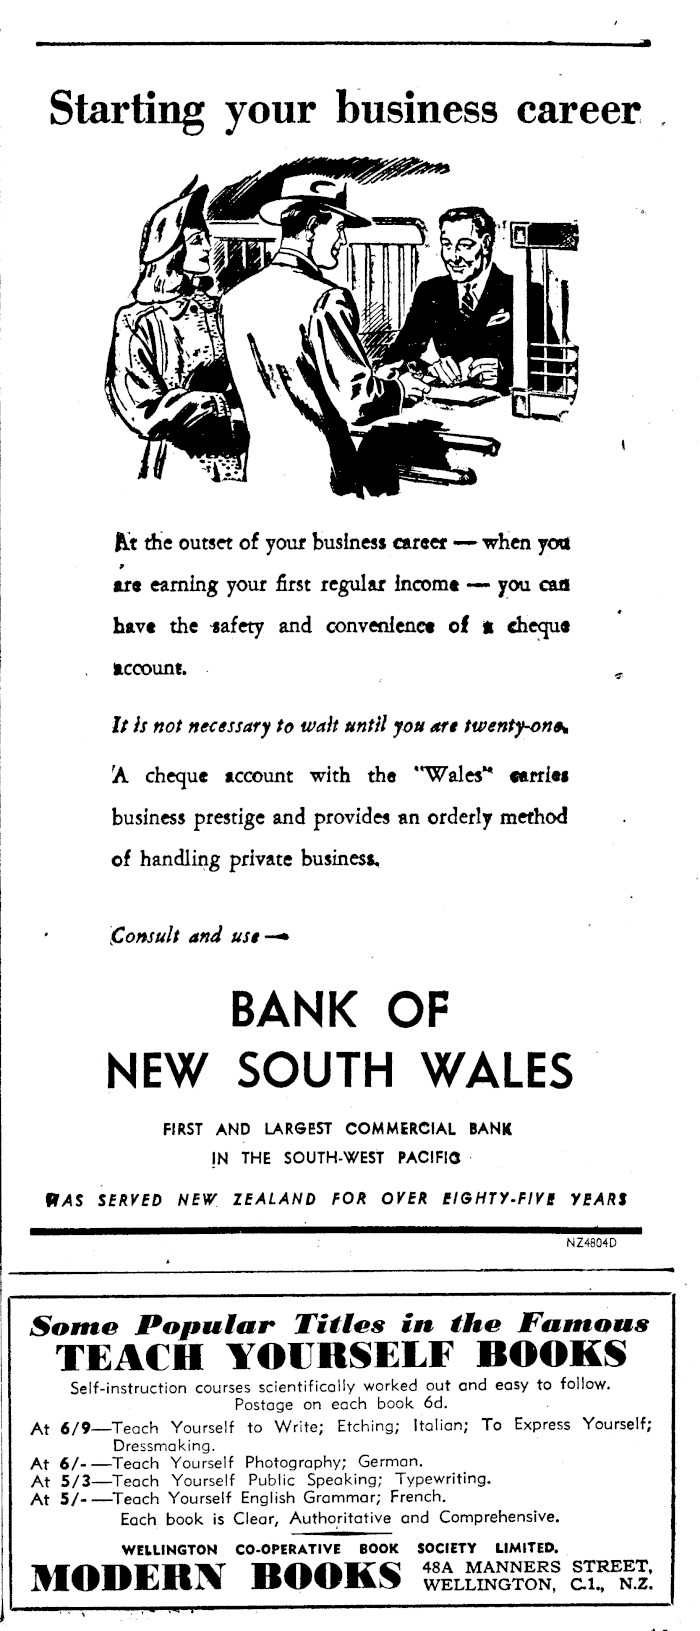 Starting your business career
At the outset of your business career — when you
are earning your first regular income — you can
have the safety and convenience of a cheque
account.
It is not necessary to wait until you are twenty-one.
A cheque account with the "Wales" carries
business prestige and provides an orderly method
of handling private business.
Consult and use —
BANK OF
NEW SOUTH WALES
FIRST AND LARGEST COMMERCIAL BANK
IN THE SOUTH-WEST PACIFIC
HAS SERVED NEW ZEALAND FOR OVER EIGHTY-FIVE YEARS
NZ4804D
Some Popular Titles in the Famous
TEACH YOURSELF BOOKS
Self-instruction courses scientifically worked out and easy to follow.
Postage on each book 6d.
At 6/9—Teach Yourself to Write; Etching; Italian; To Express Yourself;
Dressmaking.
At 6/-—Teach Yourself Photography; German.
At 5/3—Teach Yourself Public Speaking; Typewriting.
At 5/-—Teach Yourself English Grammar; French.
Each book is Clear, Authoritative and Comprehensive.
WELLINGTON CO-OPERATIVE BOOK SOCIETY LIMITED.
MODERN BOOKS 48A MANNERS STREET,
WELLINGTON, C.1., N.Z.